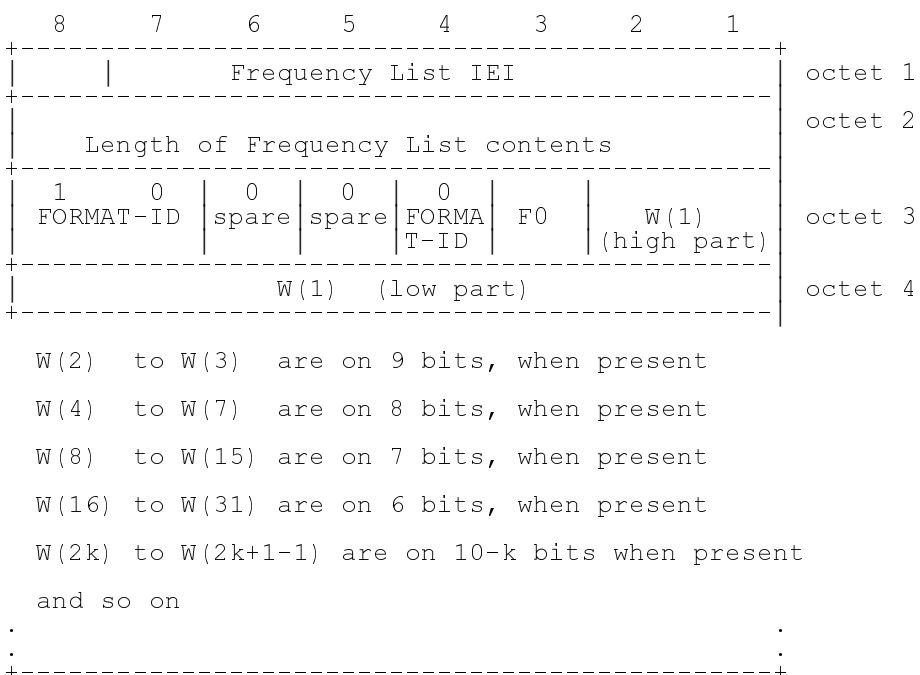 8 7 6 5 4 3 2 1
Frequency List IEI octet 1
octet 2
Length of Frequency List contents
1 0 0 0 0
FORMAT-ID spare spare FORMA F0 W(1) octet 3
T-ID (high part)
W(1) (low part) octet 4
W(2) to W(3) are on 9 bits, when present
W(4) to W(7) are on 8 bits, when present
W(8) to W(15) are on 7 bits, when present
W(16) to W(31) are on 6 bits, when present
W(2k) to W(2k+1-1) are on 10-k bits when present
and so on